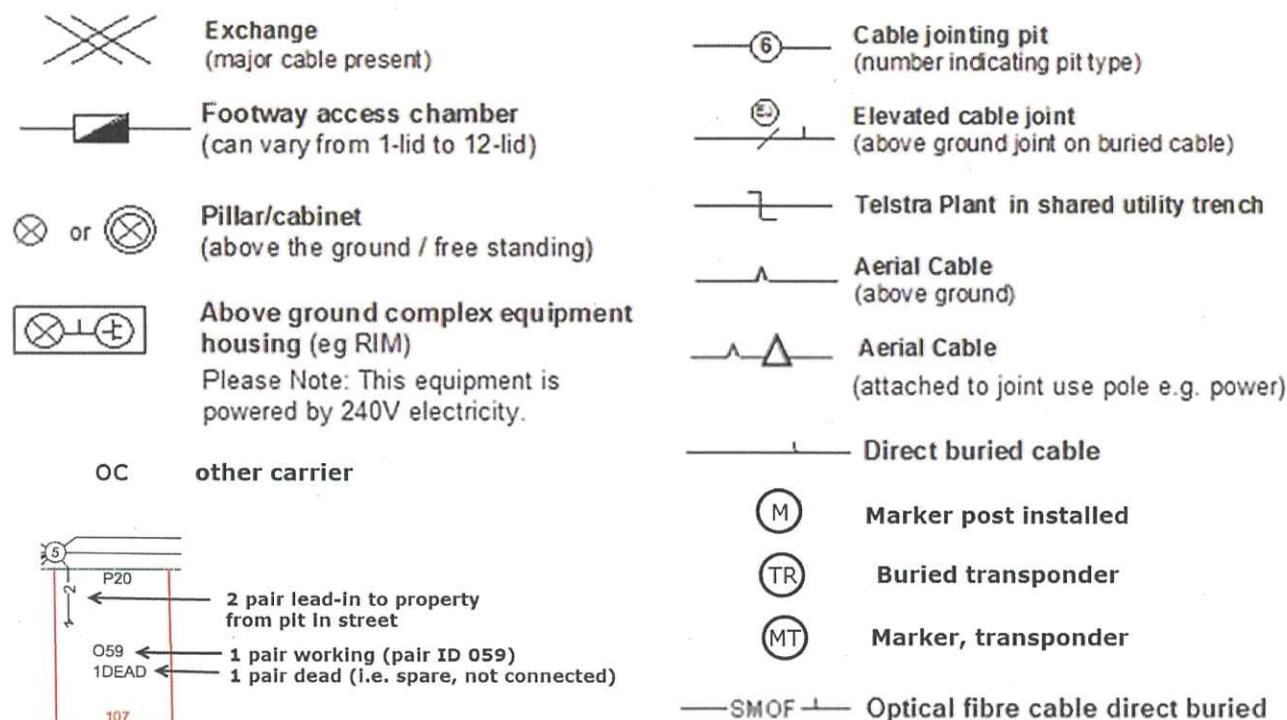 Exchange
(major cable present)
Footway access chamber
(can vary from 1-lid to 12-lid)
or
Pillar/cabinet
(above the ground / free standing)
Above ground complex equipment
housing (eg RIM)
Please Note: This equipment is
powered by 240V electricity.
OC other carrier
5
P20
2
2 pair lead-in to property
from pit in street
O59
1 pair working (pair ID 059)
1DEAD
1 pair dead (i.e. spare, not connected)
107
6
Cable jointing pit
(number indicating pit type)
EJ
Elevated cable joint
(above ground joint on buried cable)
Telstra Plant in shared utility trench
Aerial Cable
(above ground)
Aerial Cable
(attached to joint use pole e.g. power)
Direct buried cable
M Marker post installed
TR Buried transponder
MT Marker, transponder
SMOF Optical fibre cable direct buried